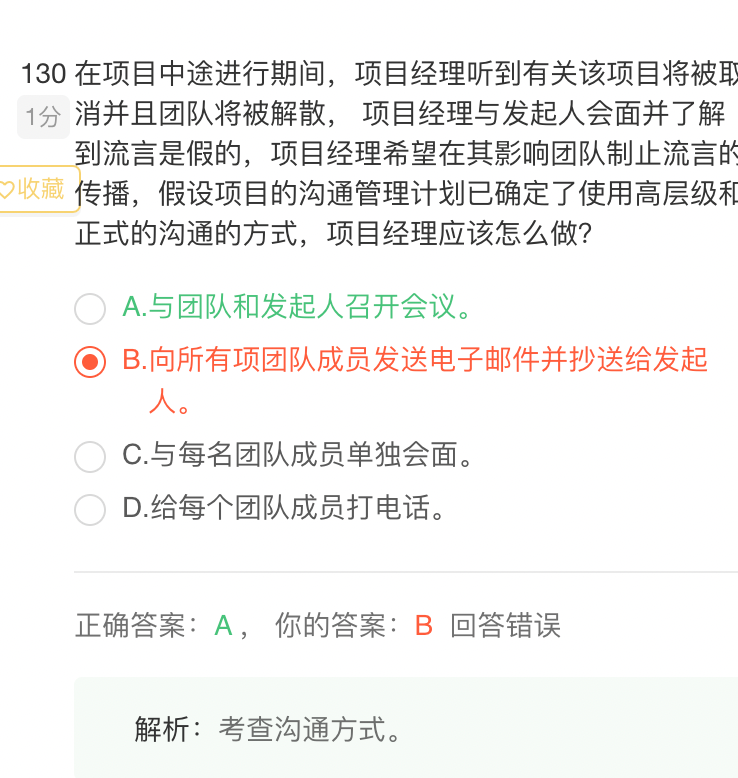 130 在项目中途进行期间，项目经理听到有关该项目将被取
1分 消并且团队将被解散， 项目经理与发起人会面并了解
到流言是假的，项目经理希望在其影响团队制止流言的
收藏 传播，假设项目的沟通管理计划已确定了使用高层级和
正式的沟通的方式，项目经理应该怎么做?
A.与团队和发起人召开会议。
B.向所有项团队成员发送电子邮件并抄送给发起
人。
C.与每名团队成员单独会面。
D.给每个团队成员打电话。
正确答案：A， 你的答案：B 回答错误
解析：考查沟通方式。